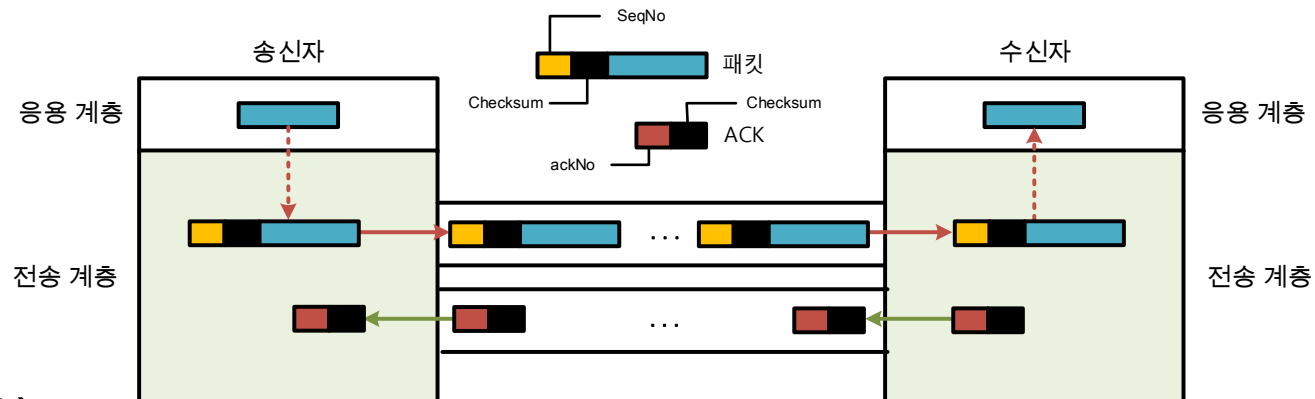 SeqNo
송신자
수신자
패킷
Checksum
Checksum
응용 계층
응용 계층
ACK
ackNo
...
전송 계층
전송 계층
...